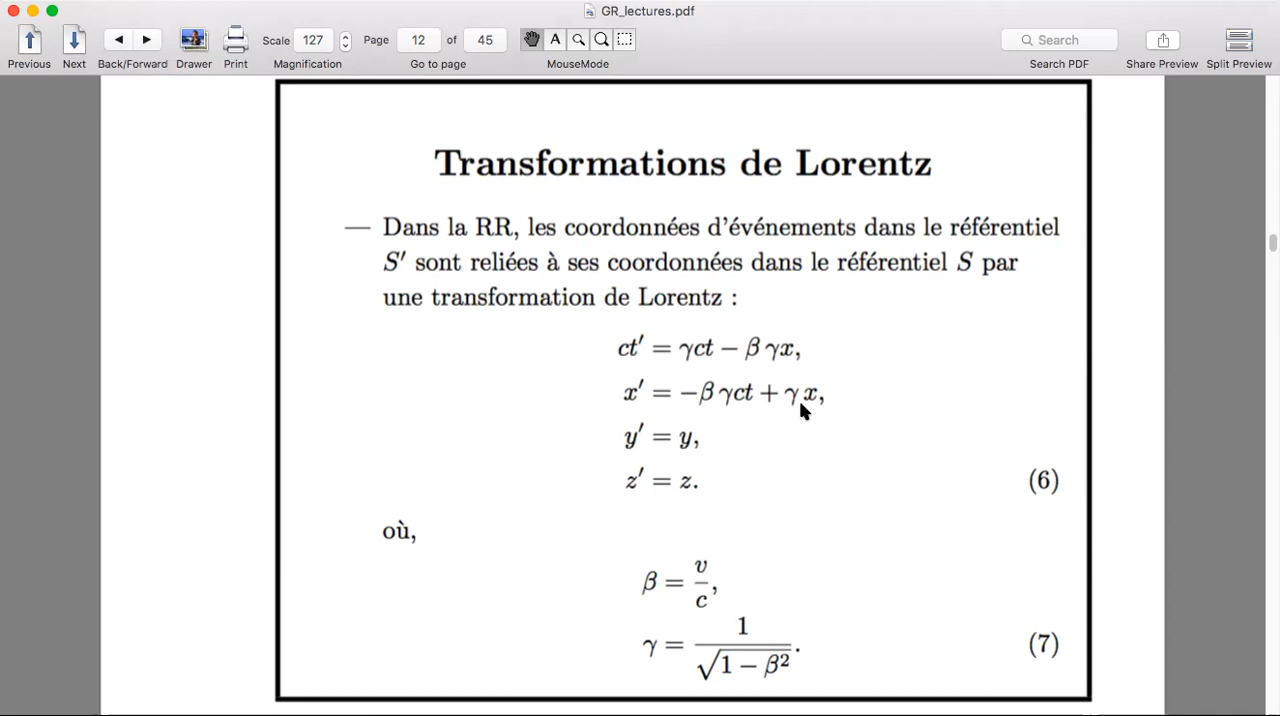 GR_lectures.pdf
Scale 127 Page 12 of 45 Search
Previous Next Back/Forward Drawer Print Magnification Go to page MouseMode Search PDF Share Preview Split Preview
Transformations de Lorentz
— Dans la RR, les coordonnées d'événements dans le référentiel
S′ sont reliées à ses coordonnées dans le référentiel S par
une transformation de Lorentz :
ct′ = γct − β γx,
x′ = −β γct + γ x,
y′ = y,
z′ = z. (6)
où,
β = v/c,
γ = 1/√(1 − β²). (7)